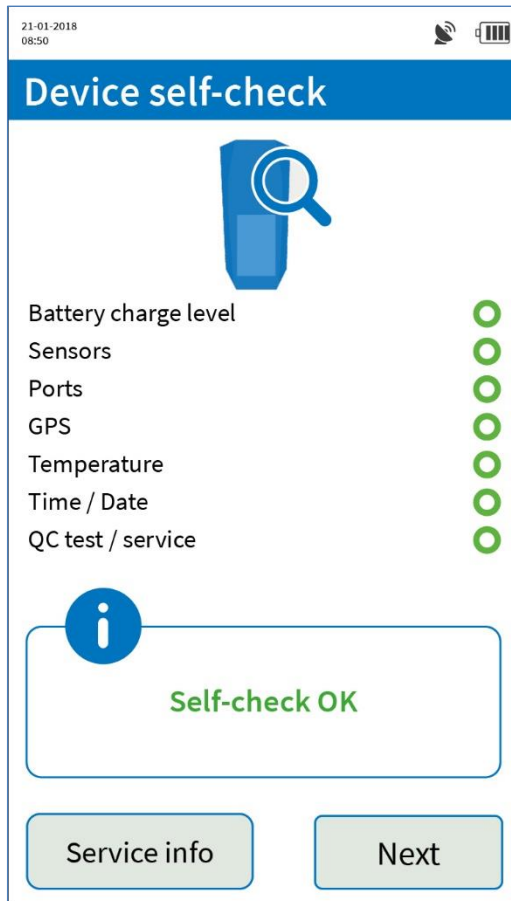 21-01-2018
08:50
Device self-check
Battery charge level
Sensors
Ports
GPS
Temperature
Time / Date
QC test / service
i
Self-check OK
Service info
Next